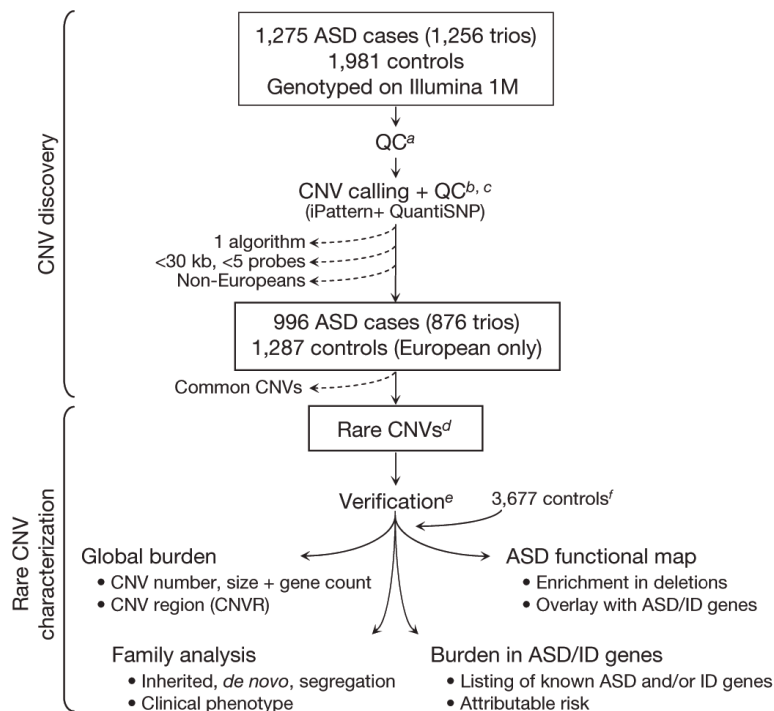 1,275 ASD cases (1,256 trios)
1,981 controls
Genotyped on Illumina 1M
QCa
CNV calling + QCb, c
(iPattern+ QuantiSNP)
1 algorithm
<30 kb, <5 probes
Non-Europeans
CNV discovery
996 ASD cases (876 trios)
1,287 controls (European only)
Common CNVs
Rare CNVsd
Verificatione
3,677 controlsf
Rare CNV
characterization
Global burden
• CNV number, size + gene count
• CNV region (CNVR)
ASD functional map
• Enrichment in deletions
• Overlay with ASD/ID genes
Family analysis
• Inherited, de novo, segregation
• Clinical phenotype
Burden in ASD/ID genes
• Listing of known ASD and/or ID genes
• Attributable risk